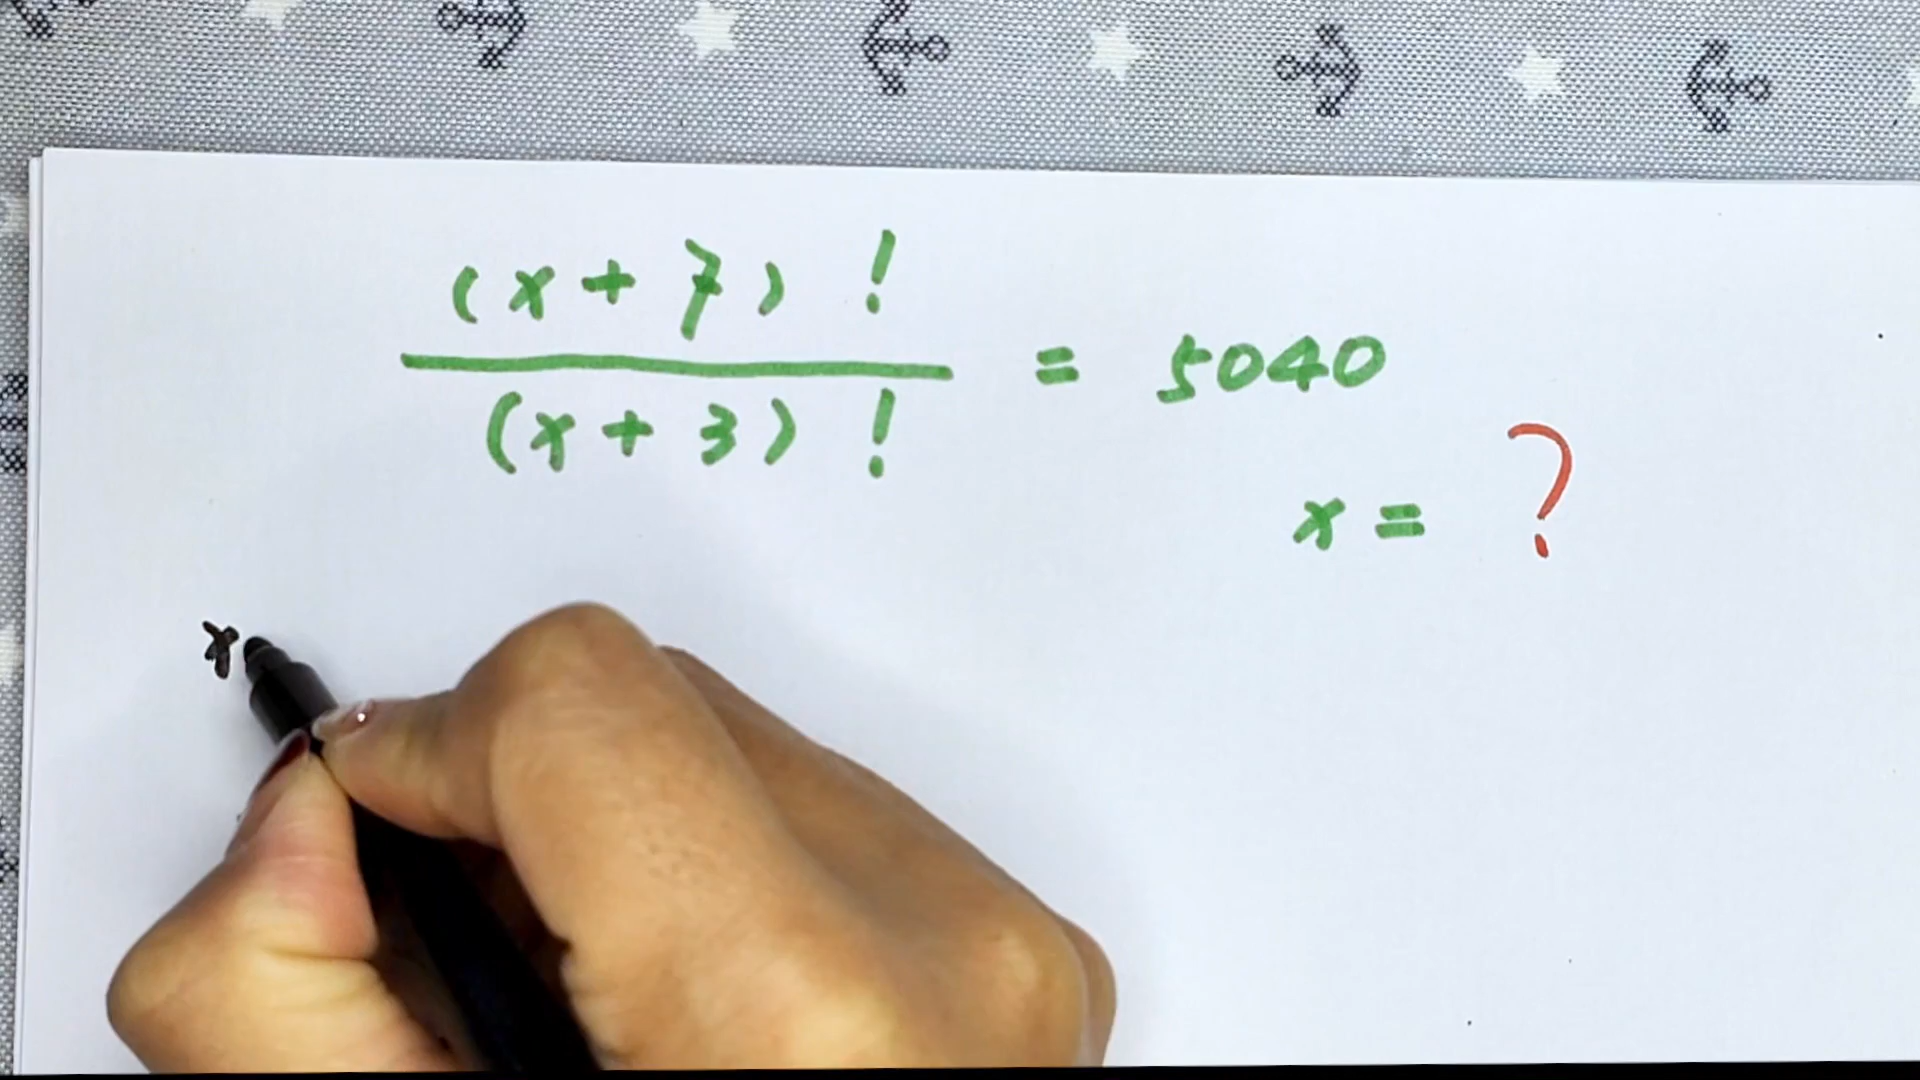 (x + 7) !
(x + 3) !
= 5040
x = ?
x